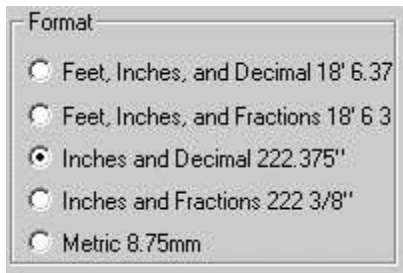 Format
Feet, Inches, and Decimal 18' 6.37
Feet, Inches, and Fractions 18' 6 3
Inches and Decimal 222.375"
Inches and Fractions 222 3/8"
Metric 8.75mm